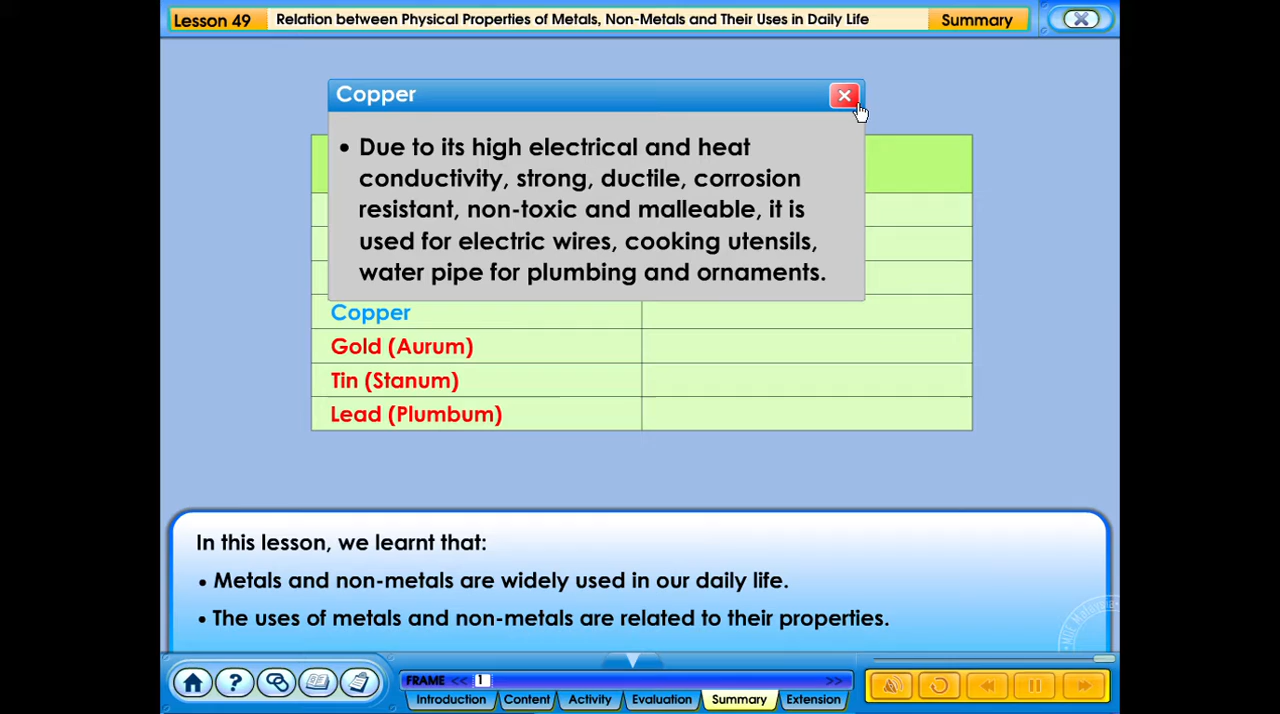 Lesson 49
Relation between Physical Properties of Metals, Non-Metals and Their Uses in Daily Life
Summary
Copper
• Due to its high electrical and heat
conductivity, strong, ductile, corrosion
resistant, non-toxic and malleable, it is
used for electric wires, cooking utensils,
water pipe for plumbing and ornaments.
Copper
Gold (Aurum)
Tin (Stanum)
Lead (Plumbum)
In this lesson, we learnt that:
• Metals and non-metals are widely used in our daily life.
• The uses of metals and non-metals are related to their properties.
FRAME << 1 >>
Introduction
Content
Activity
Evaluation
Summary
Extension